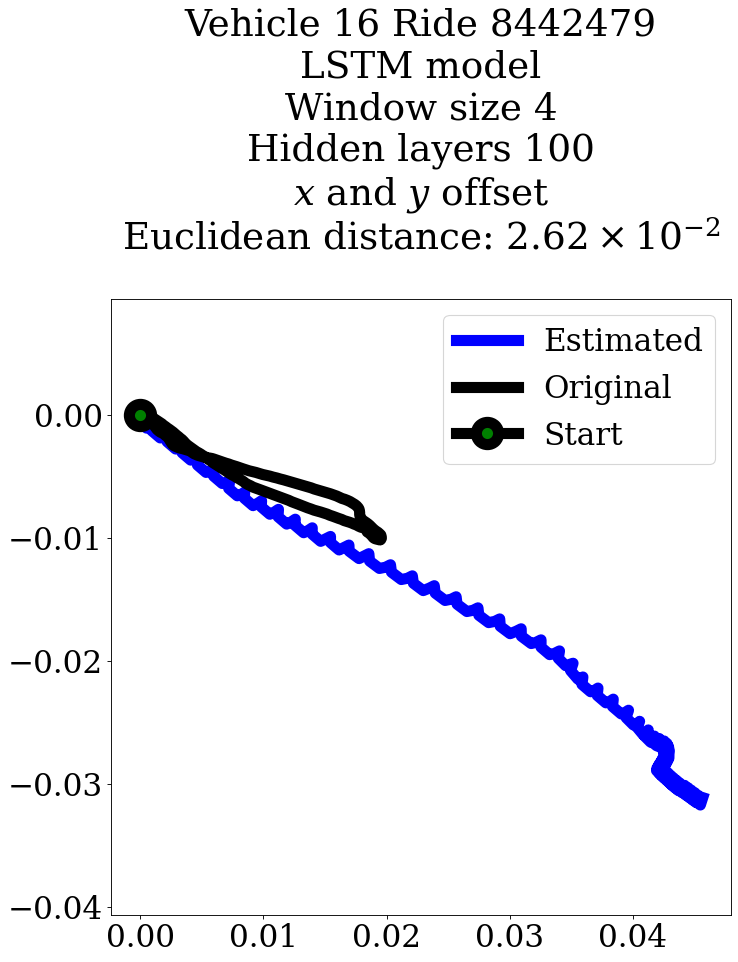 Vehicle 16 Ride 8442479
LSTM model
Window size 4
Hidden layers 100
x and y offset
Euclidean distance: 2.62 × 10⁻²
Estimated
Original
Start
0.00
−0.01
−0.02
−0.03
−0.04
0.00 0.01 0.02 0.03 0.04